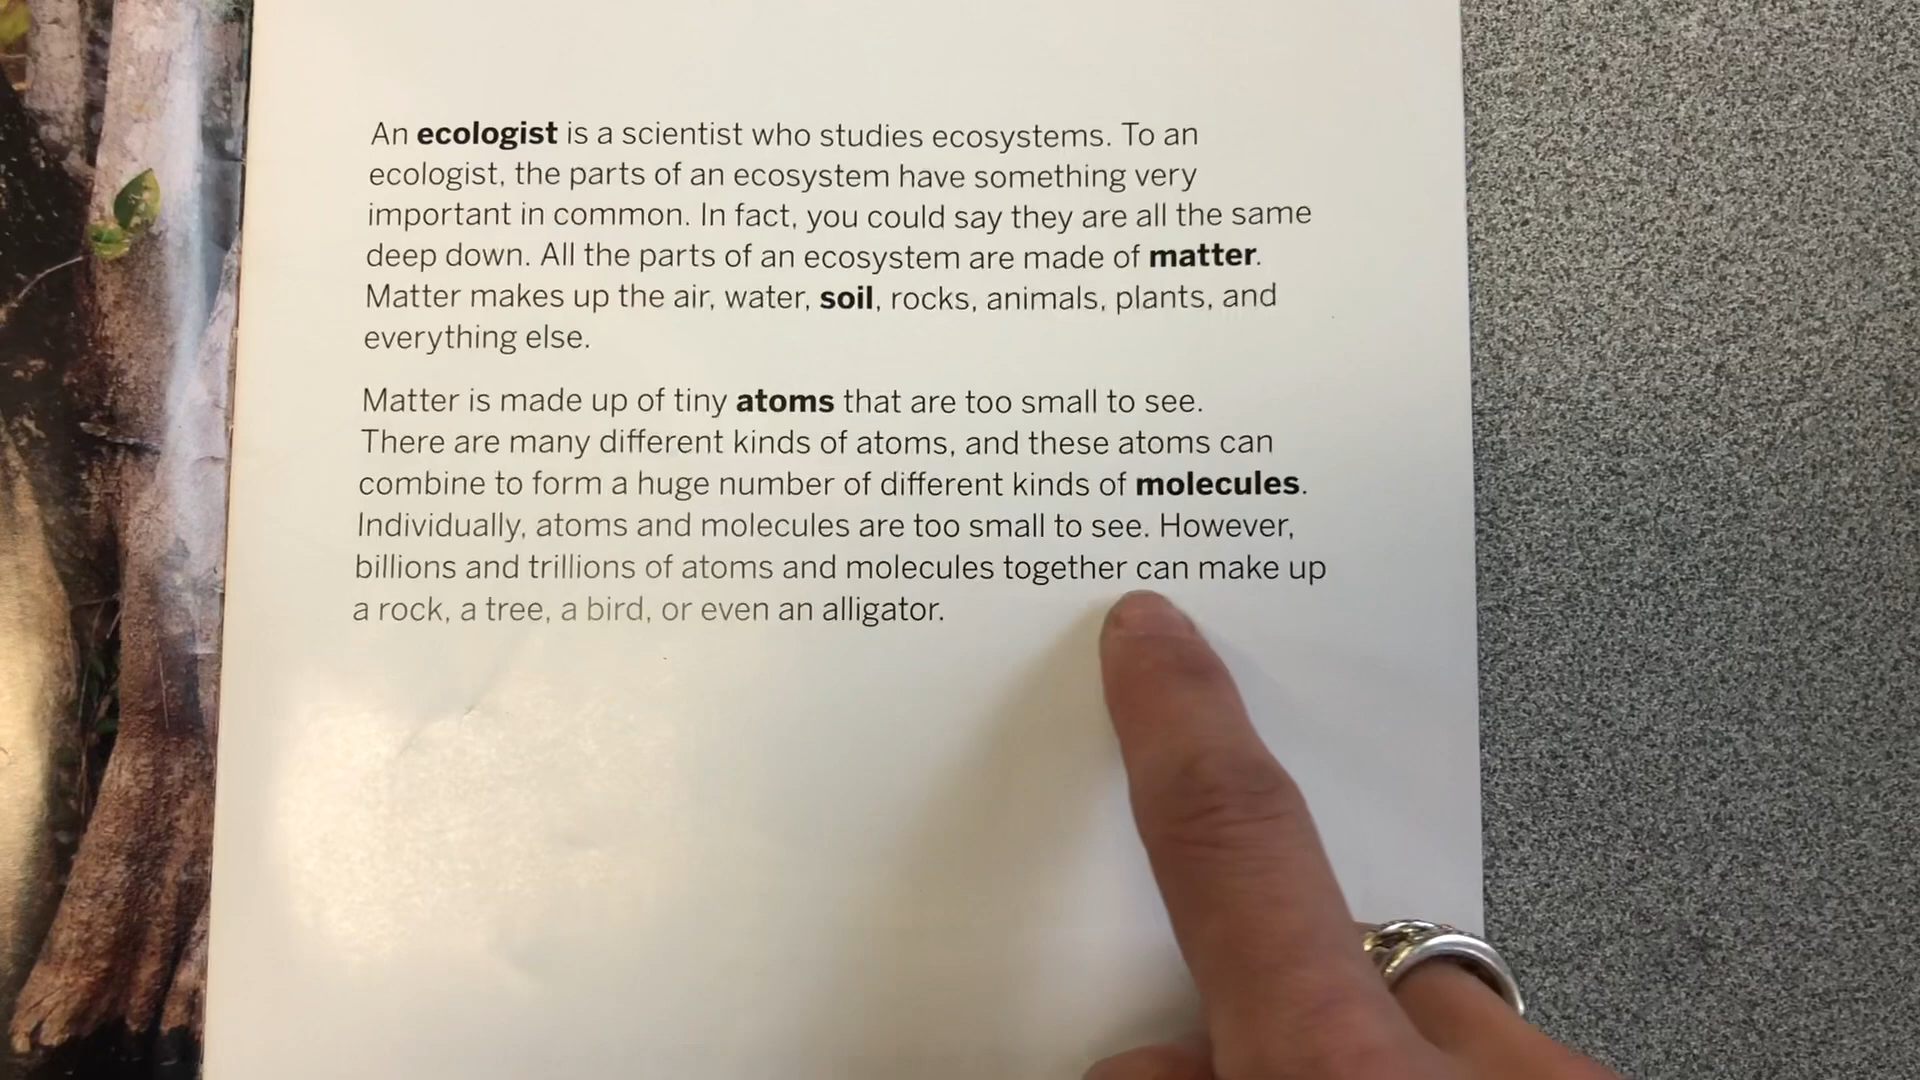 An ecologist is a scientist who studies ecosystems. To an
ecologist, the parts of an ecosystem have something very
important in common. In fact, you could say they are all the same
deep down. All the parts of an ecosystem are made of matter.
Matter makes up the air, water, soil, rocks, animals, plants, and
everything else.
Matter is made up of tiny atoms that are too small to see.
There are many different kinds of atoms, and these atoms can
combine to form a huge number of different kinds of molecules.
Individually, atoms and molecules are too small to see. However,
billions and trillions of atoms and molecules together can make up
a rock, a tree, a bird, or even an alligator.